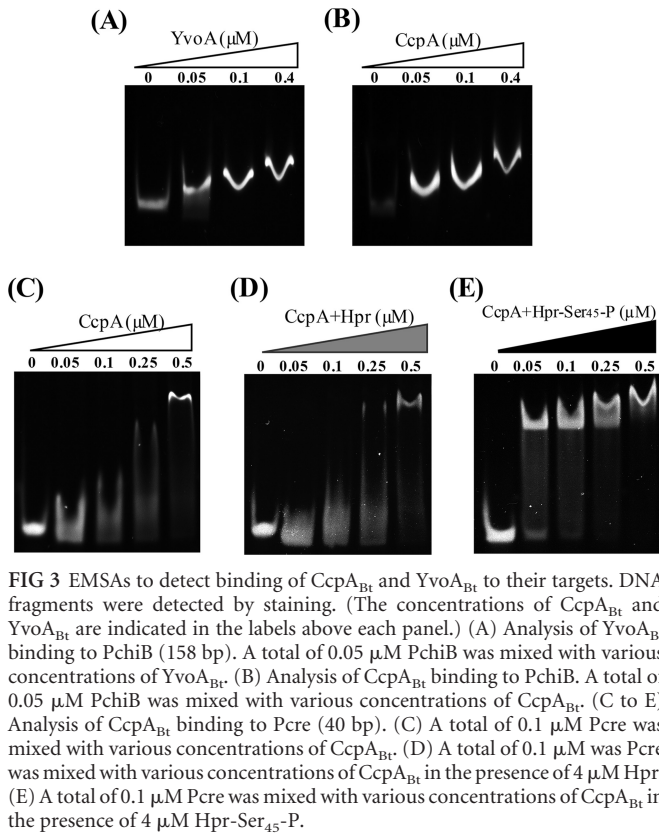 (A)
YvoA(μM)
0 0.05 0.1 0.4
(B)
CcpA(μM)
0 0.05 0.1 0.4
(C)
CcpA(μM)
0 0.05 0.1 0.25 0.5
(D)
CcpA+Hpr (μM)
0 0.05 0.1 0.25 0.5
(E)
CcpA+Hpr-Ser45-P (μM)
0 0.05 0.1 0.25 0.5
FIG 3 EMSAs to detect binding of CcpABt and YvoABt to their targets. DNA
fragments were detected by staining. (The concentrations of CcpABt and
YvoABt are indicated in the labels above each panel.) (A) Analysis of YvoAB
binding to PchiB (158 bp). A total of 0.05 μM PchiB was mixed with various
concentrations of YvoABt. (B) Analysis of CcpABt binding to PchiB. A total of
0.05 μM PchiB was mixed with various concentrations of CcpABt. (C to E)
Analysis of CcpABt binding to Pcre (40 bp). (C) A total of 0.1 μM Pcre was
mixed with various concentrations of CcpABt. (D) A total of 0.1 μM was Pcre
was mixed with various concentrations of CcpABt in the presence of 4 μM Hpr
(E) A total of 0.1 μM Pcre was mixed with various concentrations of CcpABt in
the presence of 4 μM Hpr-Ser45-P.